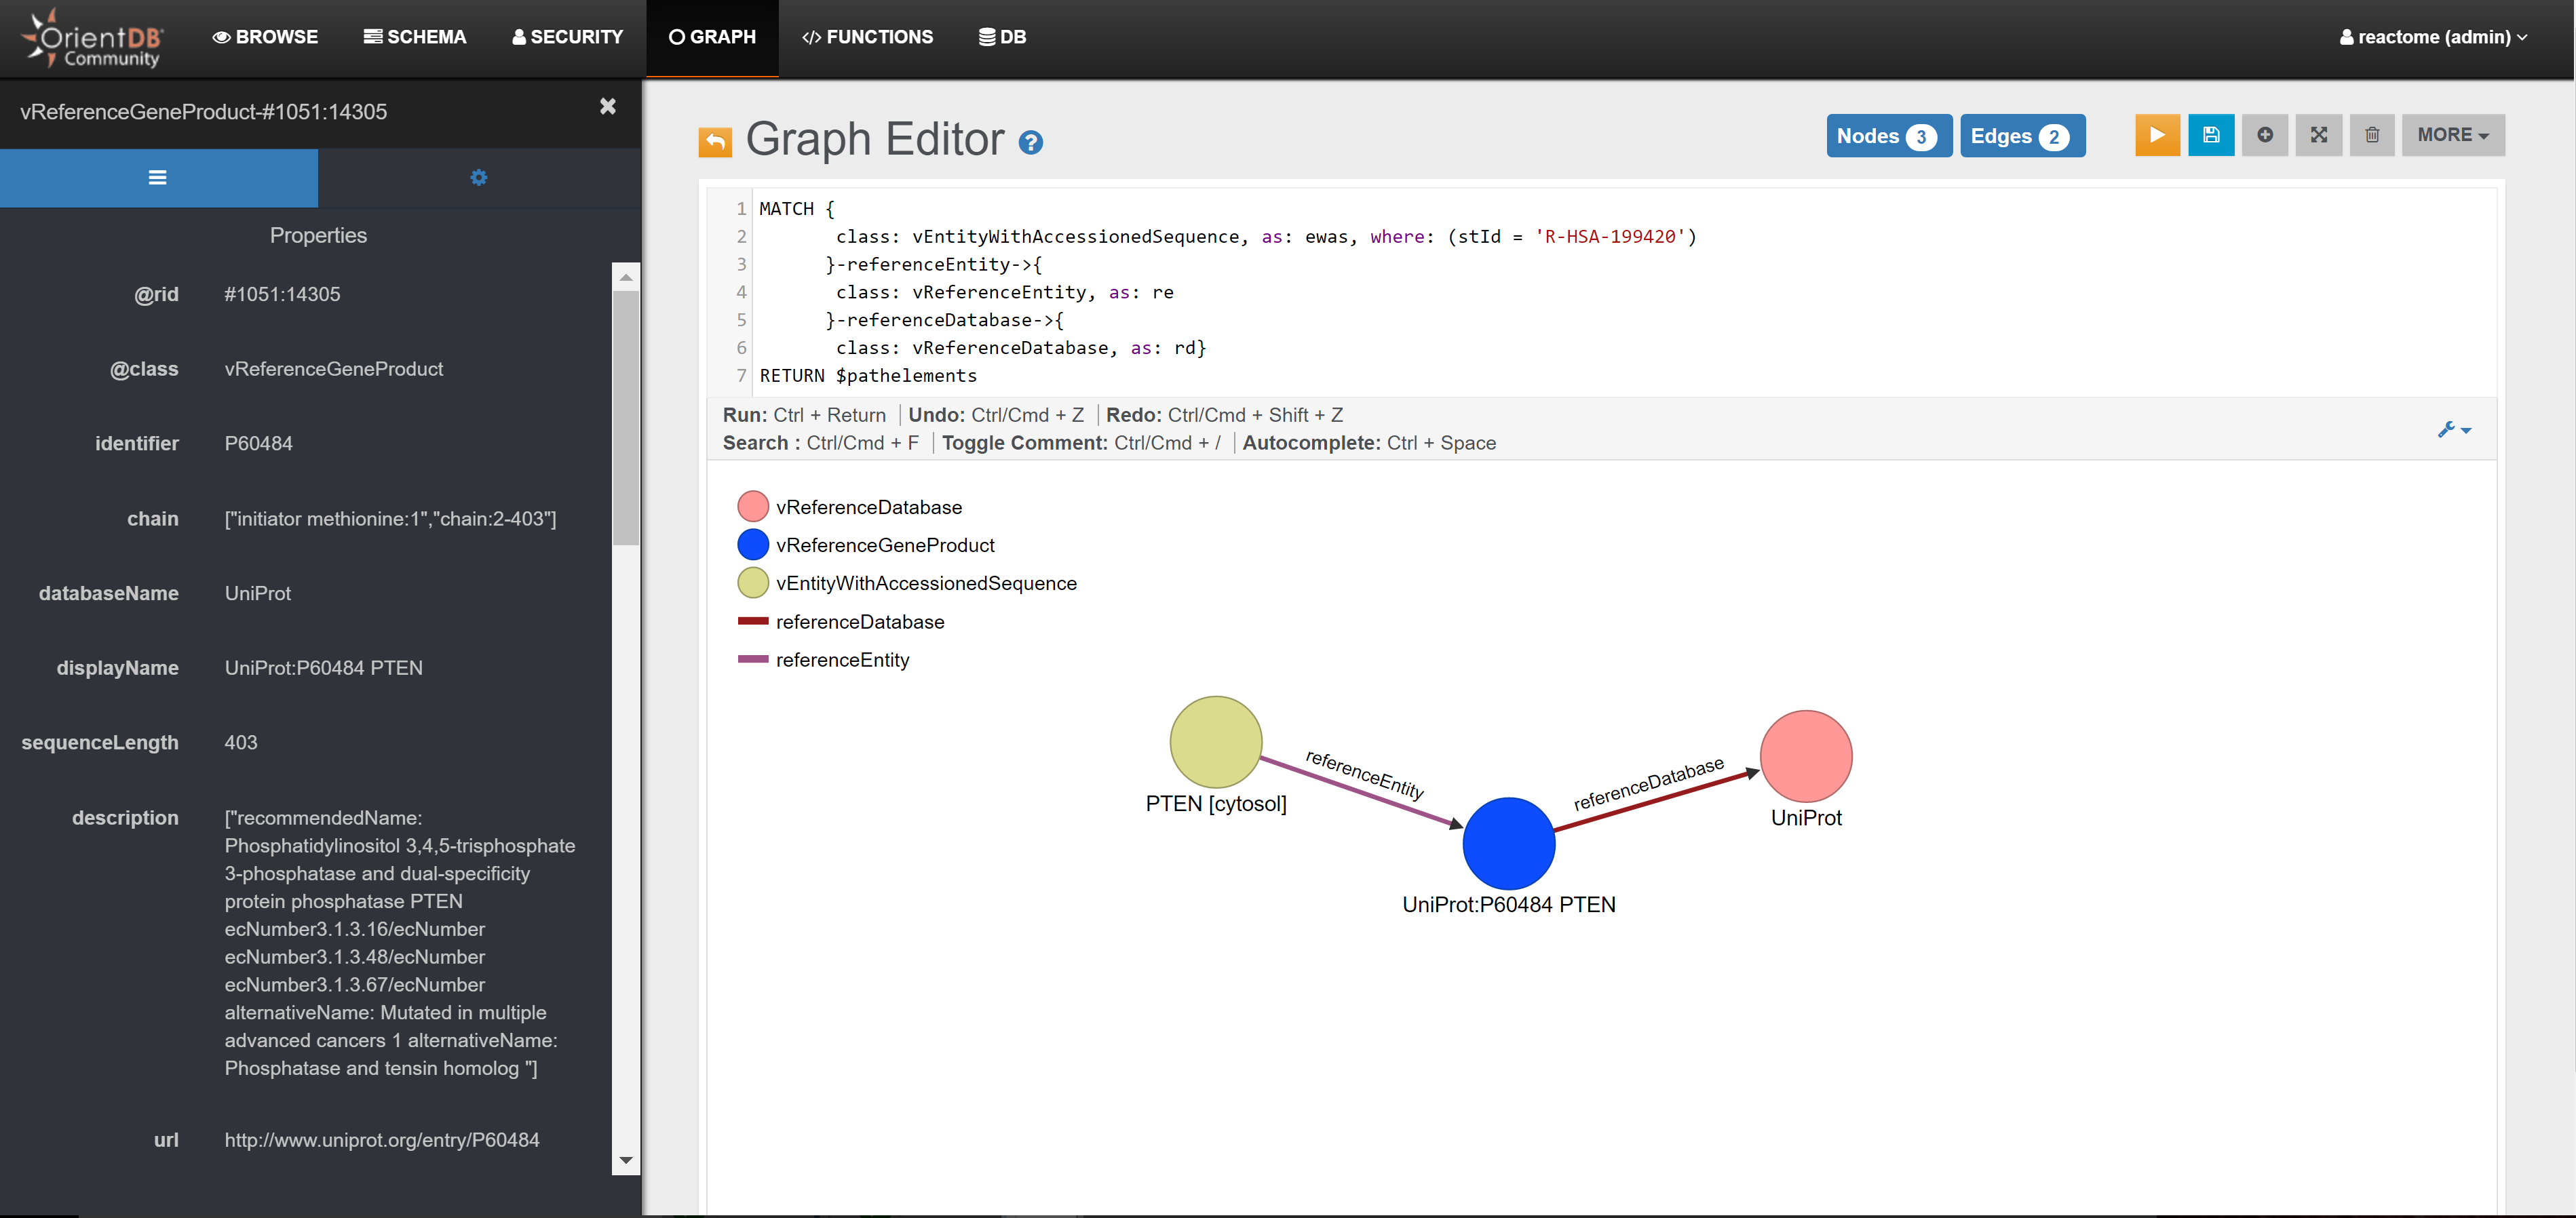 OrientDB
Community
BROWSE
SCHEMA
SECURITY
GRAPH
FUNCTIONS
DB
reactome (admin)
vReferenceGeneProduct-#1051:14305
Properties
@rid #1051:14305
@class vReferenceGeneProduct
identifier P60484
chain ["initiator methionine:1","chain:2-403"]
databaseName UniProt
displayName UniProt:P60484 PTEN
sequenceLength 403
description ["recommendedName:
Phosphatidylinositol 3,4,5-trisphosphate
3-phosphatase and dual-specificity
protein phosphatase PTEN
ecNumber3.1.3.16/ecNumber
ecNumber3.1.3.48/ecNumber
ecNumber3.1.3.67/ecNumber
alternativeName: Mutated in multiple
advanced cancers 1 alternativeName:
Phosphatase and tensin homolog "]
url http://www.uniprot.org/entry/P60484
Graph Editor ?
Nodes 3
Edges 2
MORE
1 MATCH {
2 class: vEntityWithAccessionedSequence, as: ewas, where: (stId = 'R-HSA-199420')
3 }-referenceEntity->{
4 class: vReferenceEntity, as: re
5 }-referenceDatabase->{
6 class: vReferenceDatabase, as: rd}
7 RETURN $pathelements
Run: Ctrl + Return | Undo: Ctrl/Cmd + Z | Redo: Ctrl/Cmd + Shift + Z
Search : Ctrl/Cmd + F | Toggle Comment: Ctrl/Cmd + / | Autocomplete: Ctrl + Space
vReferenceDatabase
vReferenceGeneProduct
vEntityWithAccessionedSequence
referenceDatabase
referenceEntity
PTEN [cytosol]
referenceEntity
UniProt:P60484 PTEN
referenceDatabase
UniProt